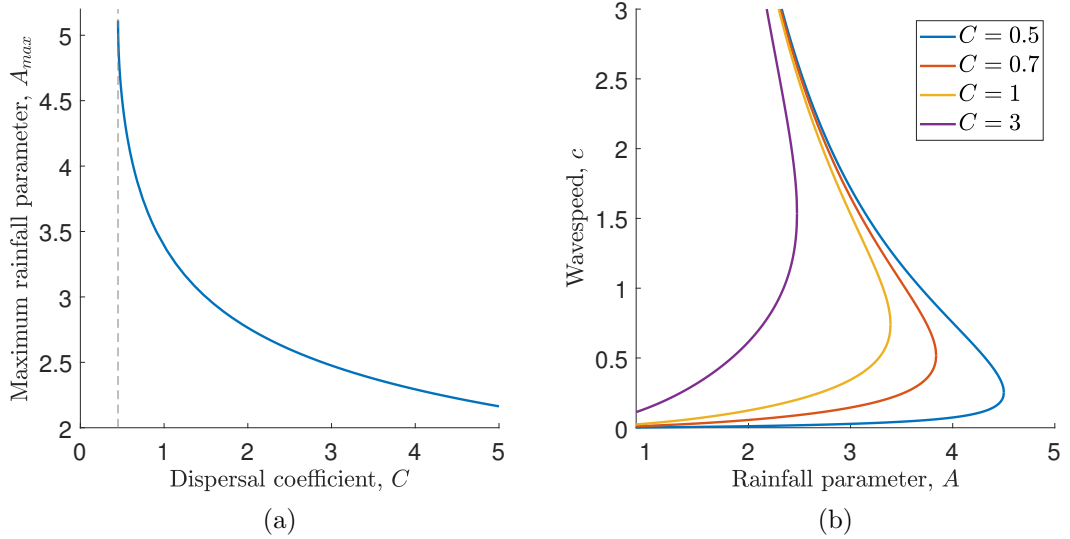 Maximum rainfall parameter, A_max
5
4.5
4
3.5
3
2.5
2
0 1 2 3 4 5
Dispersal coefficient, C
(a)
Wavespeed, c
3
2.5
2
1.5
1
0.5
0
1 2 3 4 5
Rainfall parameter, A
(b)
C = 0.5
C = 0.7
C = 1
C = 3